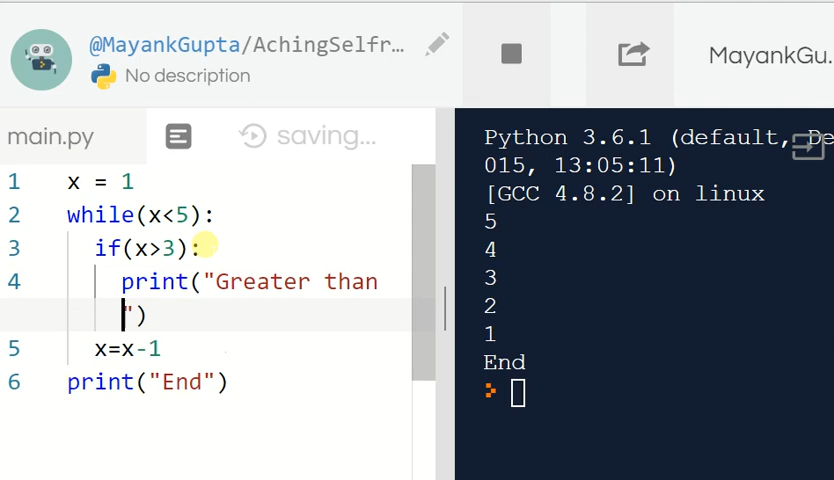 @MayankGupta/AchingSelfr...
No description
MayankGu.
main.py
saving...
1 x = 1
2 while(x<5):
3 if(x>3):
4 print("Greater than
")
5 x=x-1
6 print("End")
Python 3.6.1 (default, De
015, 13:05:11)
[GCC 4.8.2] on linux
5
4
3
2
1
End